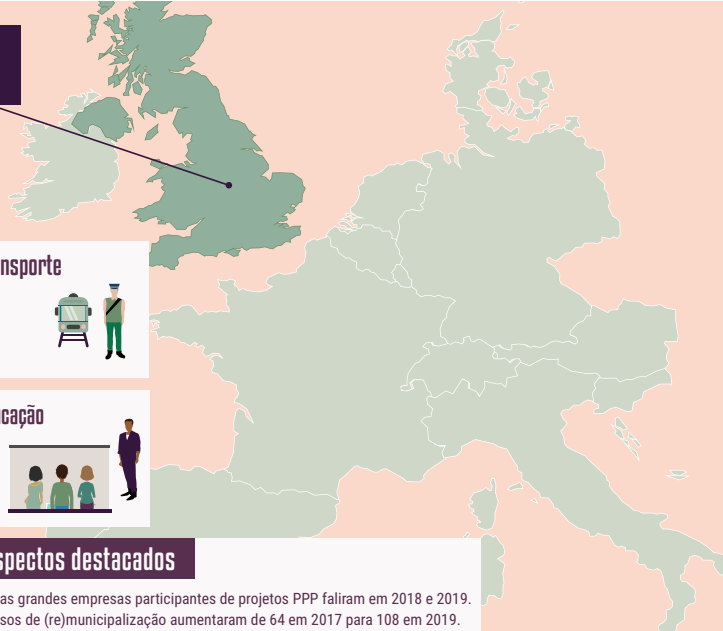 nsporte
cação
spectos destacados
as grandes empresas participantes de projetos PPP faliram em 2018 e 2019.
sos de (re)municipalização aumentaram de 64 em 2017 para 108 em 2019.